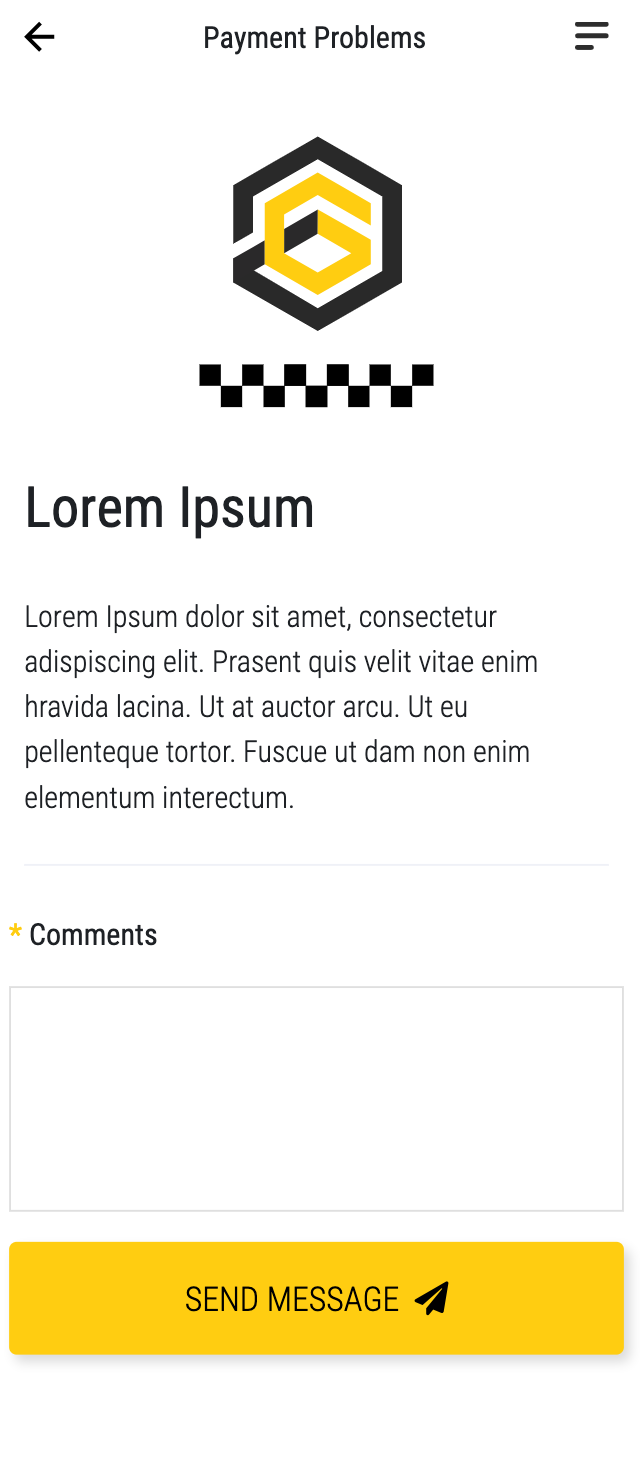 Payment Problems
Lorem Ipsum
Lorem Ipsum dolor sit amet, consectetur
adispiscing elit. Prasent quis velit vitae enim
hravida lacina. Ut at auctor arcu. Ut eu
pellenteque tortor. Fuscue ut dam non enim
elementum interectum.
* Comments
SEND MESSAGE